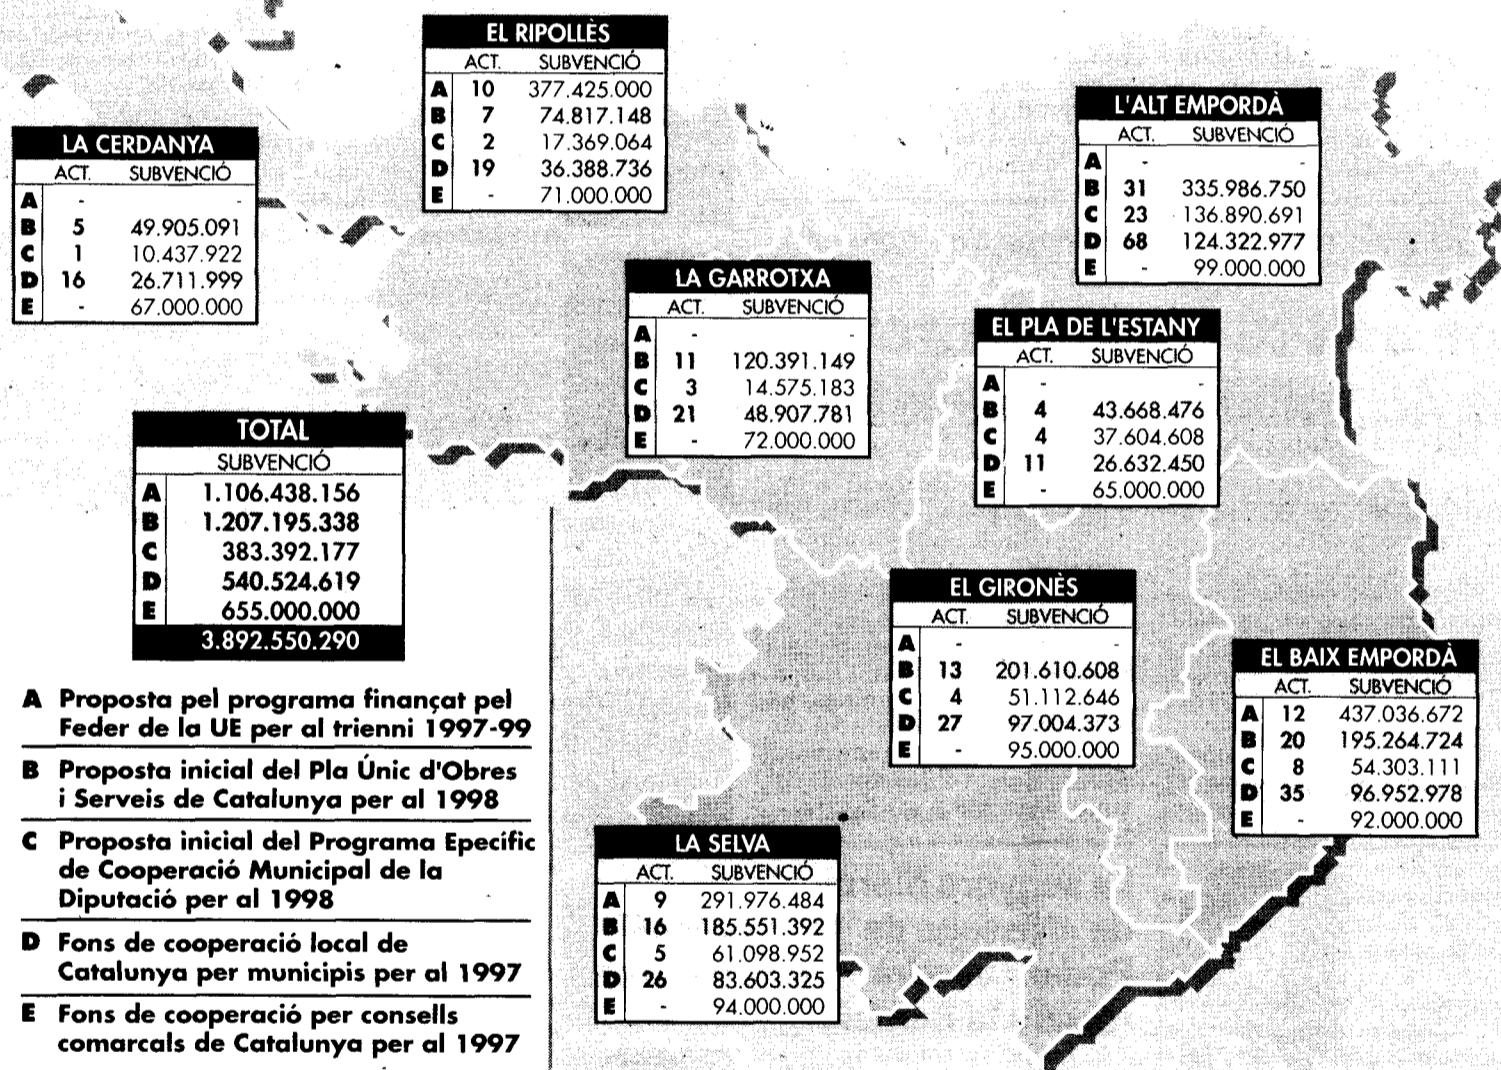 EL RIPOLLÈS
ACT. SUBVENCIÓ
A 10 377.425.000
B 7 74.817.148
C 2 17.369.064
D 19 36.388.736
E - 71.000.000
L'ALT EMPORDÀ
ACT. SUBVENCIÓ
A - -
B 31 335.986.750
C 23 136.890.691
D 68 124.322.977
E - 99.000.000
LA CERDANYA
ACT. SUBVENCIÓ
A - -
B 5 49.905.091
C 1 10.437.922
D 16 26.711.999
E - 67.000.000
LA GARROTXA
ACT. SUBVENCIÓ
A - -
B 11 120.391.149
C 3 14.575.183
D 21 48.907.781
E - 72.000.000
EL PLA DE L'ESTANY
ACT. SUBVENCIÓ
A - -
B 4 43.668.476
C 4 37.604.608
D 11 26.632.450
E - 65.000.000
TOTAL
SUBVENCIÓ
A 1.106.438.156
B 1.207.195.338
C 383.392.177
D 540.524.619
E 655.000.000
3.892.550.290
EL GIRONÈS
ACT. SUBVENCIÓ
A - -
B 13 201.610.608
C 4 51.112.646
D 27 97.004.373
E - 95.000.000
EL BAIX EMPORDÀ
ACT. SUBVENCIÓ
A 12 437.036.672
B 20 195.264.724
C 8 54.303.111
D 35 96.952.978
E - 92.000.000
LA SELVA
ACT. SUBVENCIÓ
A 9 291.976.484
B 16 185.551.392
C 5 61.098.952
D 26 83.603.325
E - 94.000.000
A Proposta pel programa finançat pel
Feder de la UE per al trienni 1997-99
B Proposta inicial del Pla Únic d'Obres
i Serveis de Catalunya per al 1998
C Proposta inicial del Programa Epecífic
de Cooperació Municipal de la
Diputació per al 1998
D Fons de cooperació local de
Catalunya per municipis per al 1997
E Fons de cooperació per consells
comarcals de Catalunya per al 1997